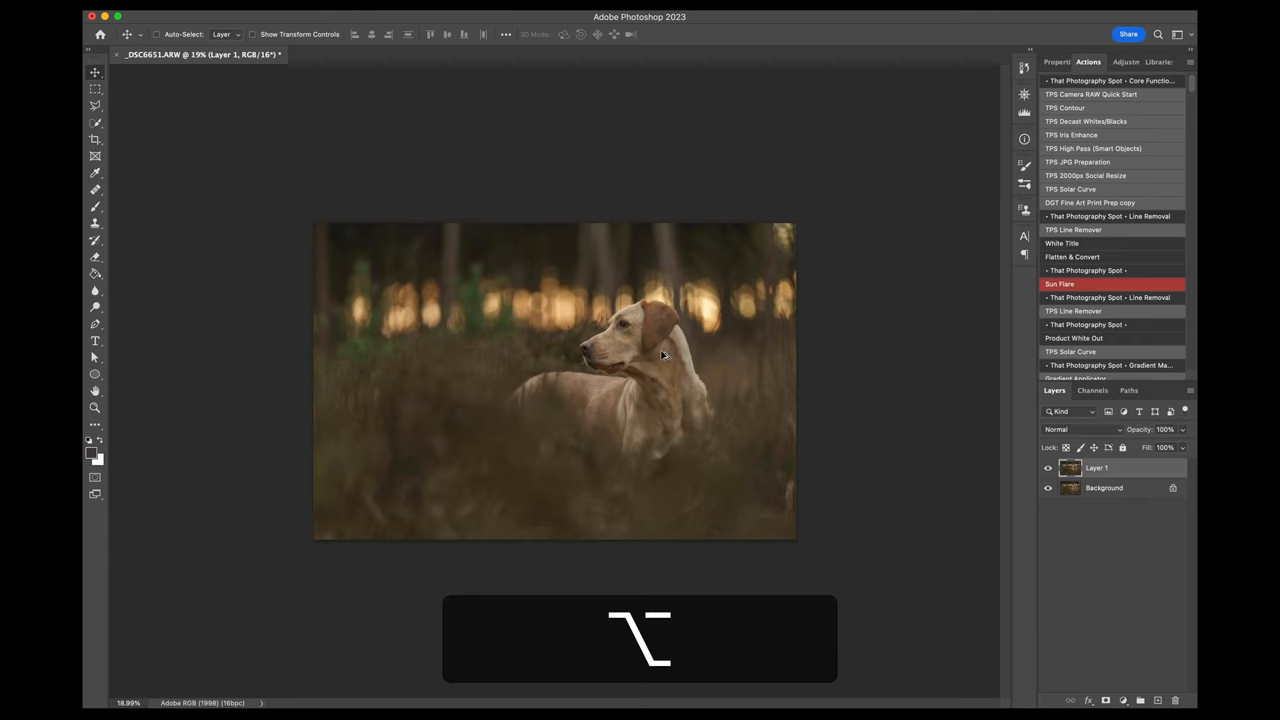 Adobe Photoshop 2023
Auto-Select: Layer Show Transform Controls 3D Mode: Share
_DSC6651.ARW @ 19% (Layer 1, RGB/16*) *
Properti Actions Adjustm Librarie:
• That Photography Spot • Core Functio...
TPS Camera RAW Quick Start
TPS Contour
TPS Decast Whites/Blacks
TPS Iris Enhance
TPS High Pass (Smart Objects)
TPS JPG Preparation
TPS 2000px Social Resize
TPS Solar Curve
DGT Fine Art Print Prep copy
• That Photography Spot • Line Removal
TPS Line Remover
White Title
Flatten & Convert
• That Photography Spot •
Sun Flare
• That Photography Spot • Line Removal
TPS Line Remover
• That Photography Spot •
Product White Out
TPS Solar Curve
• That Photography Spot • Gradient Ma...
Gradient Applicator
Layers Channels Paths
Kind
Normal Opacity: 100%
Lock: Fill: 100%
Layer 1
Background
18.99% Adobe RGB (1998) (16bpc)